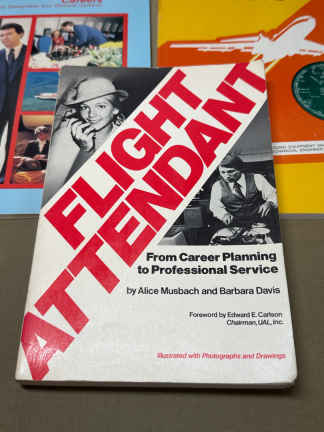 Careers
FLIGHT
ATTENDANT
From Career Planning
to Professional Service
by Alice Musbach and Barbara Davis
Foreword by Edward E. Carlson
Chairman, UAL, Inc.
Illustrated with Photographs and Drawings